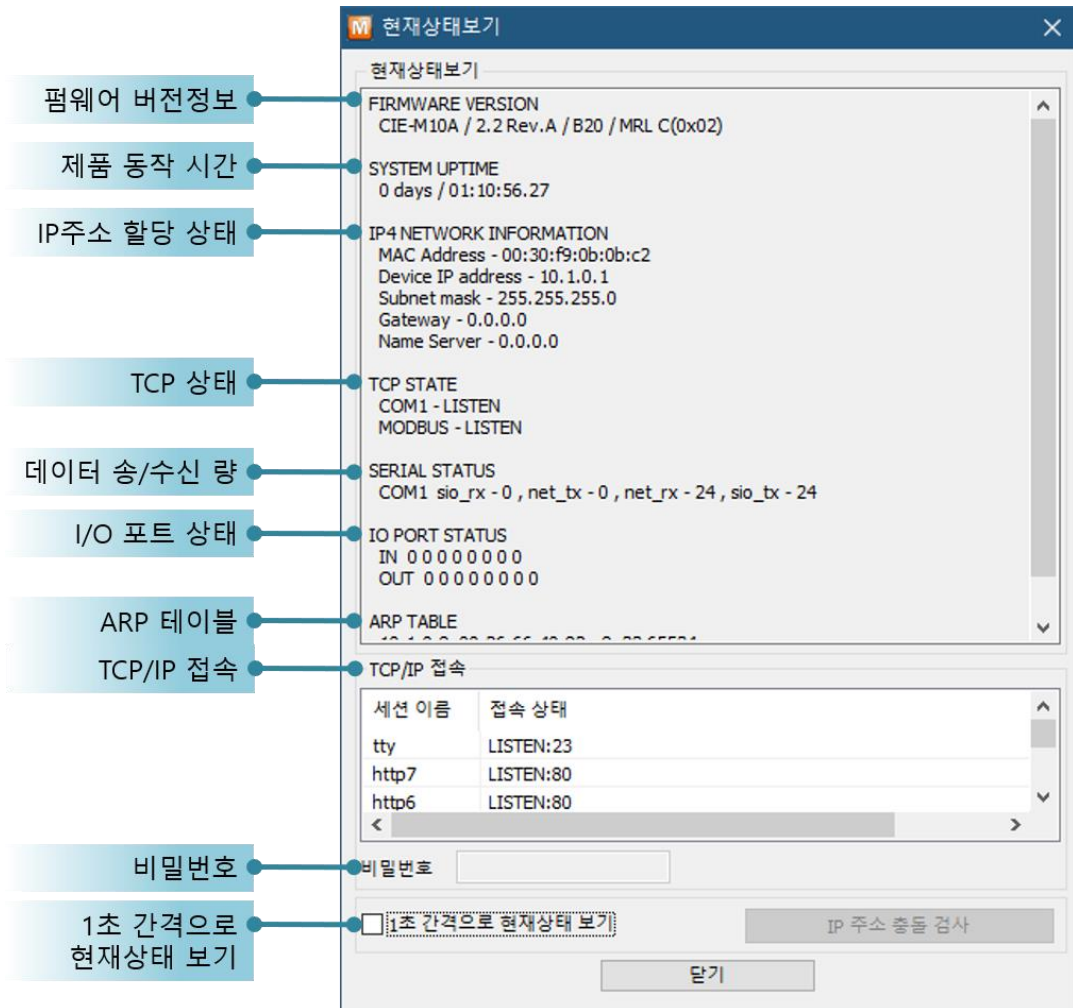 현재상태보기
현재상태보기
펌웨어 버전정보
FIRMWARE VERSION
CIE-M10A / 2.2 Rev.A / B20 / MRL C(0x02)
제품 동작 시간
SYSTEM UPTIME
0 days / 01:10:56.27
IP주소 할당 상태
IP4 NETWORK INFORMATION
MAC Address - 00:30:f9:0b:0b:c2
Device IP address - 10.1.0.1
Subnet mask - 255.255.255.0
Gateway - 0.0.0.0
Name Server - 0.0.0.0
TCP 상태
TCP STATE
COM1 - LISTEN
MODBUS - LISTEN
데이터 송/수신 량
SERIAL STATUS
COM1 sio_rx - 0 , net_tx - 0 , net_rx - 24 , sio_tx - 24
I/O 포트 상태
IO PORT STATUS
IN 0 0 0 0 0 0 0 0
OUT 0 0 0 0 0 0 0 0
ARP 테이블
ARP TABLE
TCP/IP 접속
TCP/IP 접속
세션 이름 접속 상태
tty LISTEN:23
http7 LISTEN:80
http6 LISTEN:80
비밀번호
비밀번호
1초 간격으로
현재상태 보기
1초 간격으로 현재상태 보기 IP 주소 충돌 검사
닫기